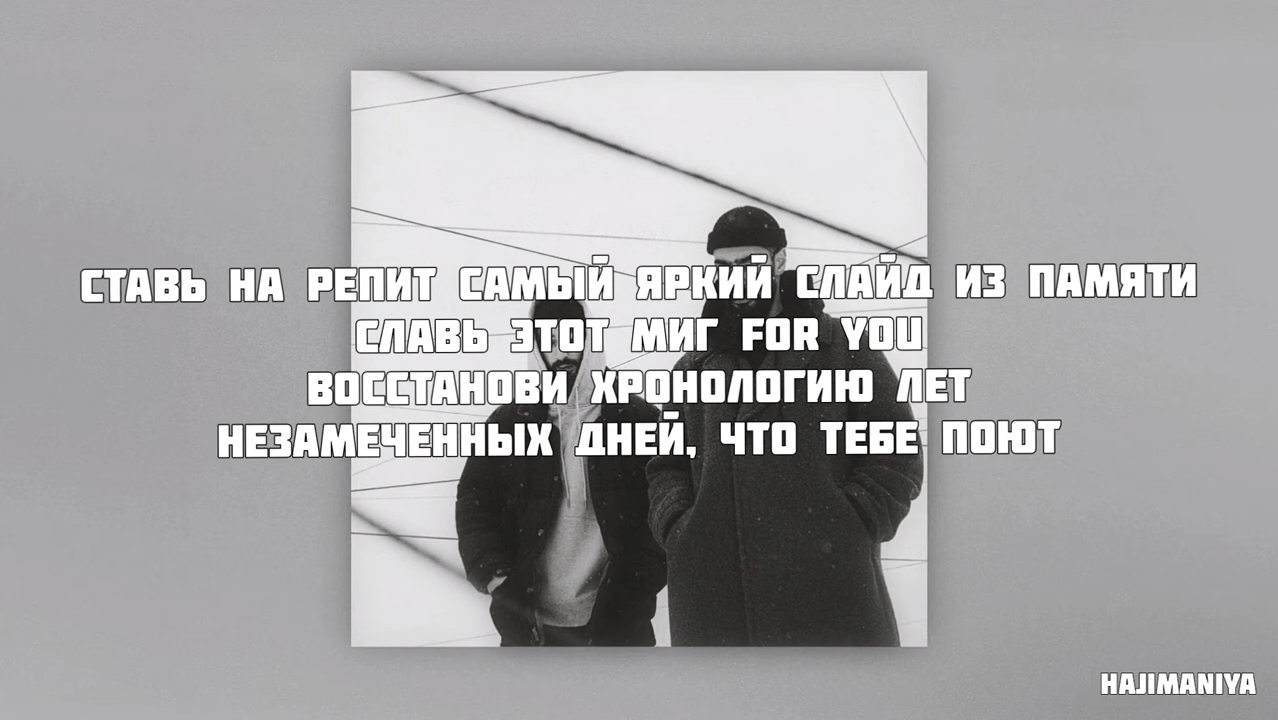 СТАВЬ НА РЕПИТ САМЫЙ ЯРКИЙ СЛАЙД ИЗ ПАМЯТИ
СЛАВЬ ЭТОТ МИГ FOR YOU
ВОССТАНОВИ ХРОНОЛОГИЮ ЛЕТ
НЕЗАМЕЧЕННЫХ ДНЕЙ, ЧТО ТЕБЕ ПОЮТ
HAJIMANIYA